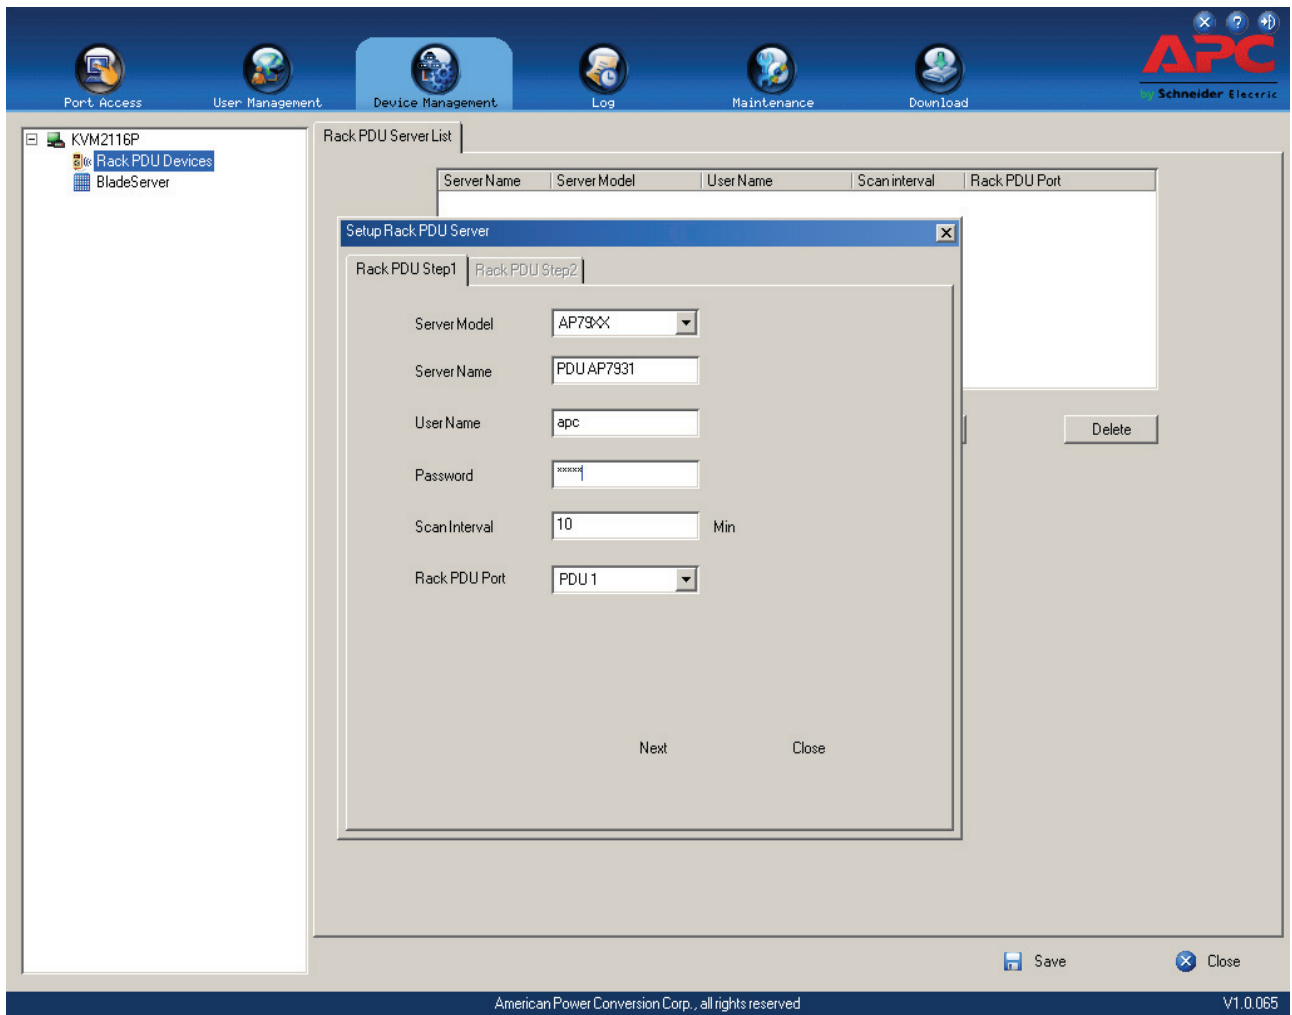 APC
by Schneider Electric
Port Access User Management Device Management Log Maintenance Download
KVM2116P
Rack PDU Devices
BladeServer
Rack PDU Server List
Server Name Server Model User Name Scan interval Rack PDU Port
Setup Rack PDU Server
Rack PDU Step1 Rack PDU Step2
Server Model AP79XX
Server Name PDU AP7931
User Name apc
Password xxxxx
Scan Interval 10 Min
Rack PDU Port PDU 1
Next Close
Delete
Save Close
American Power Conversion Corp., all rights reserved V1.0.065